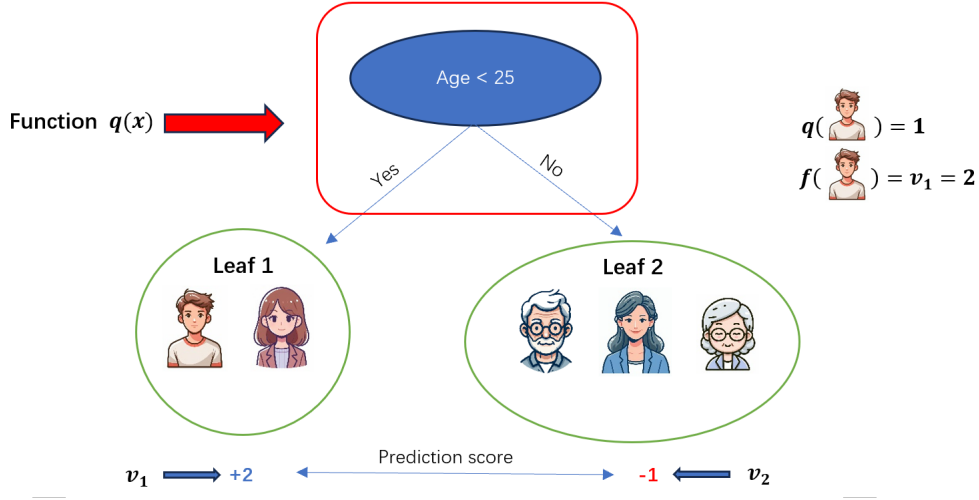 Age < 25
Function q(x)
Yes
No
q( ) = 1
f( ) = v₁ = 2
Leaf 1
Leaf 2
Prediction score
v₁
+2
-1
v₂